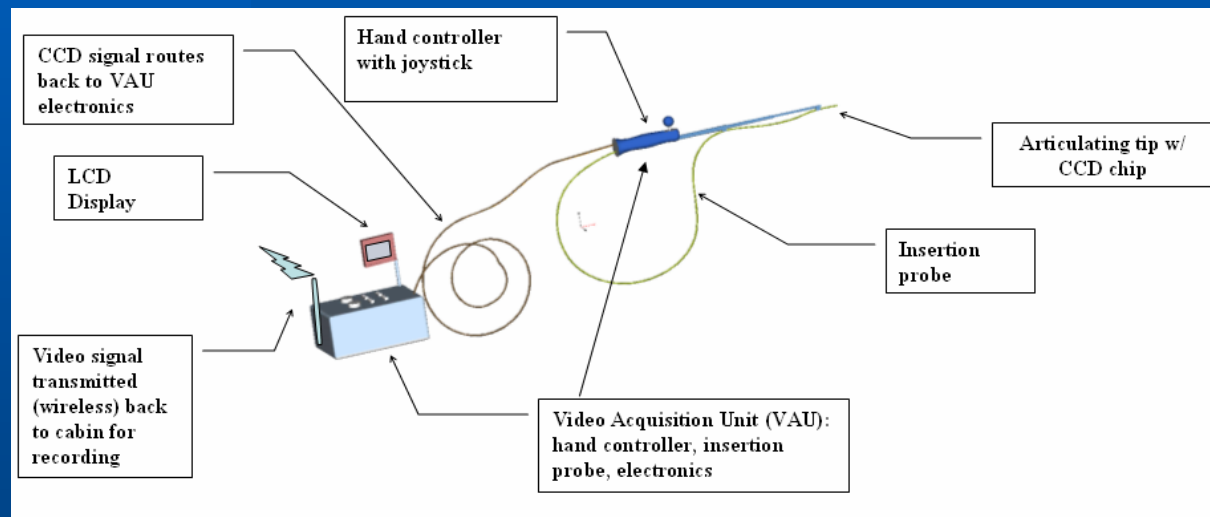 CCD signal routes
back to VAU
electronics
Hand controller
with joystick
Articulating tip w/
CCD chip
LCD
Display
Insertion
probe
Video signal
transmitted
(wireless) back
to cabin for
recording
Video Acquisition Unit (VAU):
hand controller, insertion
probe, electronics